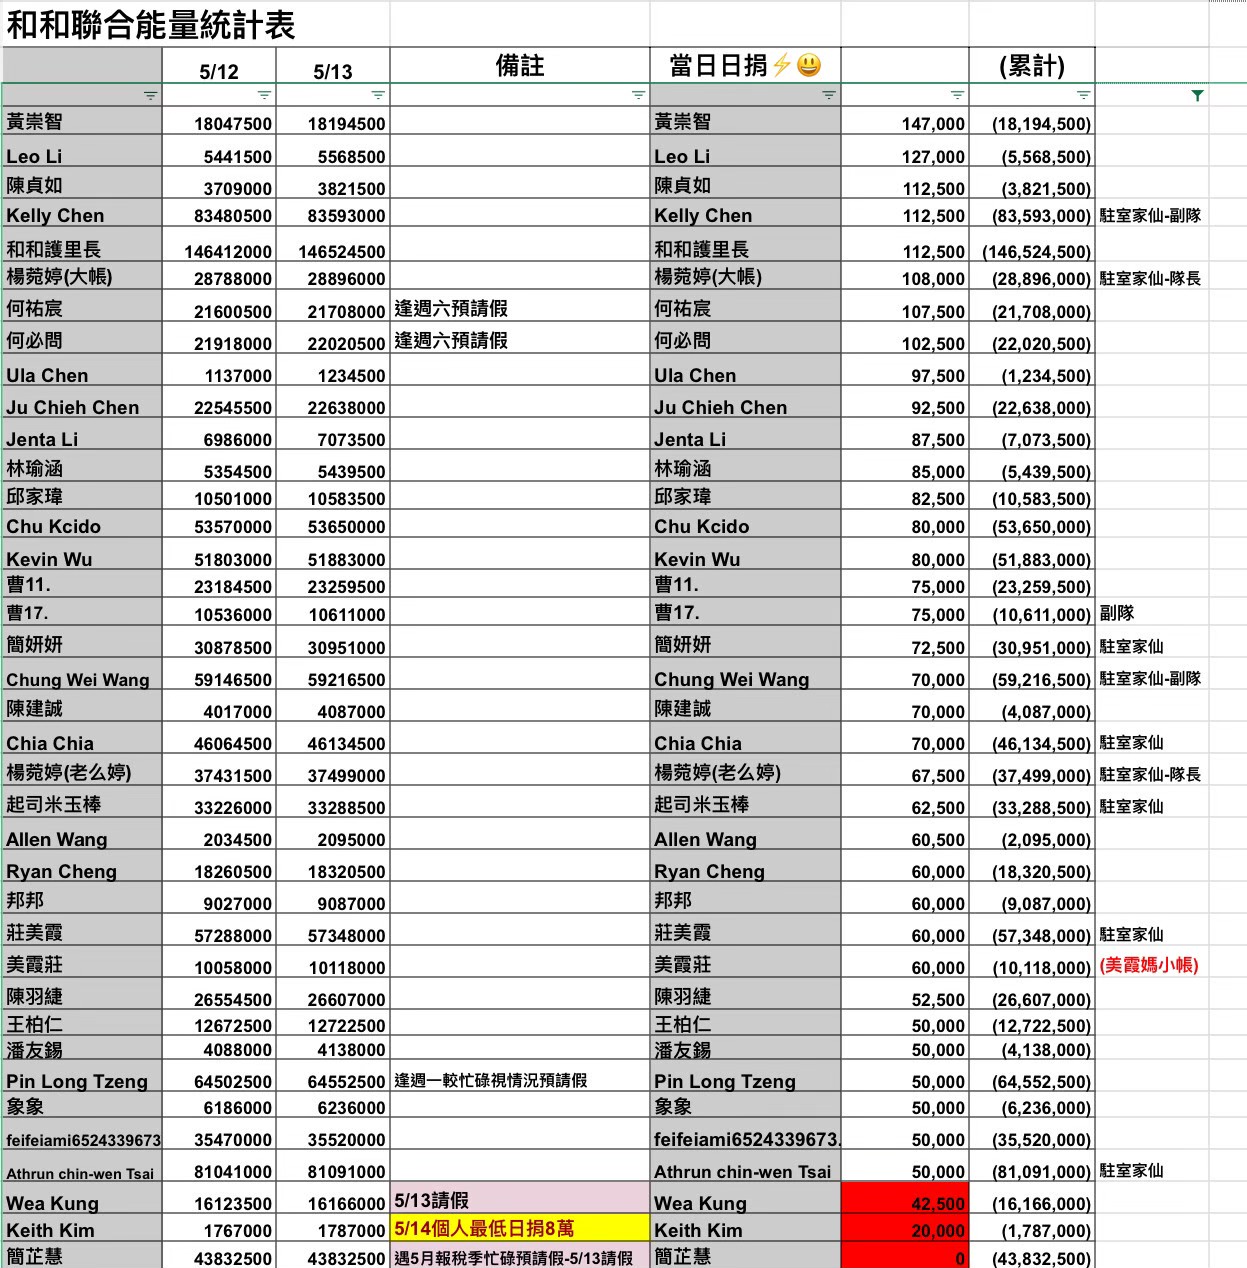 和和聯合能量統計表
5/12 5/13 備註 當日日捐⚡😃 (累計)
黃崇智 18047500 18194500 黃崇智 147,000 (18,194,500)
Leo Li 5441500 5568500 Leo Li 127,000 (5,568,500)
陳貞如 3709000 3821500 陳貞如 112,500 (3,821,500)
Kelly Chen 83480500 83593000 Kelly Chen 112,500 (83,593,000) 駐室家仙-副隊
和和護里長 146412000 146524500 和和護里長 112,500 (146,524,500)
楊菀婷(大帳) 28788000 28896000 楊菀婷(大帳) 108,000 (28,896,000) 駐室家仙-隊長
何祐宸 21600500 21708000 逢週六預請假 何祐宸 107,500 (21,708,000)
何必問 21918000 22020500 逢週六預請假 何必問 102,500 (22,020,500)
Ula Chen 1137000 1234500 Ula Chen 97,500 (1,234,500)
Ju Chieh Chen 22545500 22638000 Ju Chieh Chen 92,500 (22,638,000)
Jenta Li 6986000 7073500 Jenta Li 87,500 (7,073,500)
林瑜涵 5354500 5439500 林瑜涵 85,000 (5,439,500)
邱家瑋 10501000 10583500 邱家瑋 82,500 (10,583,500)
Chu Kcido 53570000 53650000 Chu Kcido 80,000 (53,650,000)
Kevin Wu 51803000 51883000 Kevin Wu 80,000 (51,883,000)
曹11. 23184500 23259500 曹11. 75,000 (23,259,500)
曹17. 10536000 10611000 曹17. 75,000 (10,611,000) 副隊
簡妍妍 30878500 30951000 簡妍妍 72,500 (30,951,000) 駐室家仙
Chung Wei Wang 59146500 59216500 Chung Wei Wang 70,000 (59,216,500) 駐室家仙-副隊
陳建誠 4017000 4087000 陳建誠 70,000 (4,087,000)
Chia Chia 46064500 46134500 Chia Chia 70,000 (46,134,500) 駐室家仙
楊菀婷(老么婷) 37431500 37499000 楊菀婷(老么婷) 67,500 (37,499,000) 駐室家仙-隊長
起司米玉棒 33226000 33288500 起司米玉棒 62,500 (33,288,500) 駐室家仙
Allen Wang 2034500 2095000 Allen Wang 60,500 (2,095,000)
Ryan Cheng 18260500 18320500 Ryan Cheng 60,000 (18,320,500)
邦邦 9027000 9087000 邦邦 60,000 (9,087,000)
莊美霞 57288000 57348000 莊美霞 60,000 (57,348,000) 駐室家仙
美霞莊 10058000 10118000 美霞莊 60,000 (10,118,000) (美霞媽小帳)
陳羽緁 26554500 26607000 陳羽緁 52,500 (26,607,000)
王柏仁 12672500 12722500 王柏仁 50,000 (12,722,500)
潘友錫 4088000 4138000 潘友錫 50,000 (4,138,000)
Pin Long Tzeng 64502500 64552500 逢週一較忙碌視情況預請假 Pin Long Tzeng 50,000 (64,552,500)
象象 6186000 6236000 象象 50,000 (6,236,000)
feifeiami6524339673 35470000 35520000 feifeiami6524339673. 50,000 (35,520,000)
Athrun chin-wen Tsai 81041000 81091000 Athrun chin-wen Tsai 50,000 (81,091,000) 駐室家仙
Wea Kung 16123500 16166000 5/13請假 Wea Kung 42,500 (16,166,000)
Keith Kim 1767000 1787000 5/14個人最低日捐8萬 Keith Kim 20,000 (1,787,000)
簡芷慧 43832500 43832500 遇5月報稅季忙碌預請假-5/13請假 簡芷慧 0 (43,832,500)